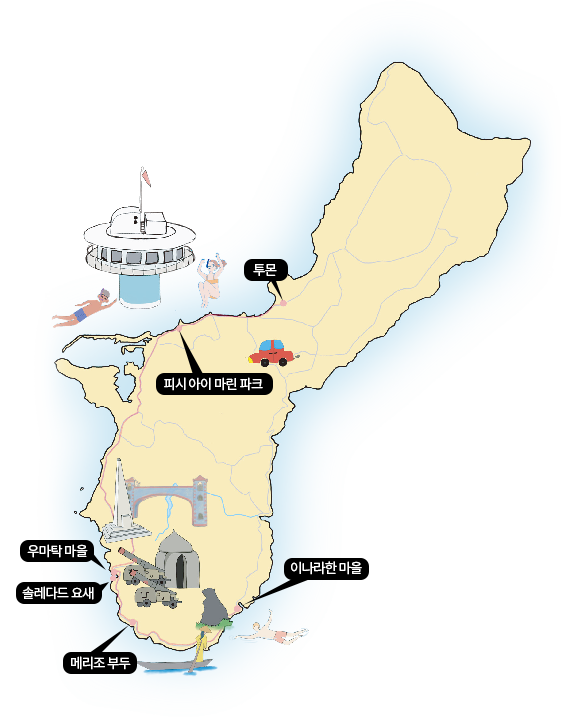 투몬
피시 아이 마린 파크
우마탁 마을
이나라한 마을
솔레다드 요새
메리조 부두